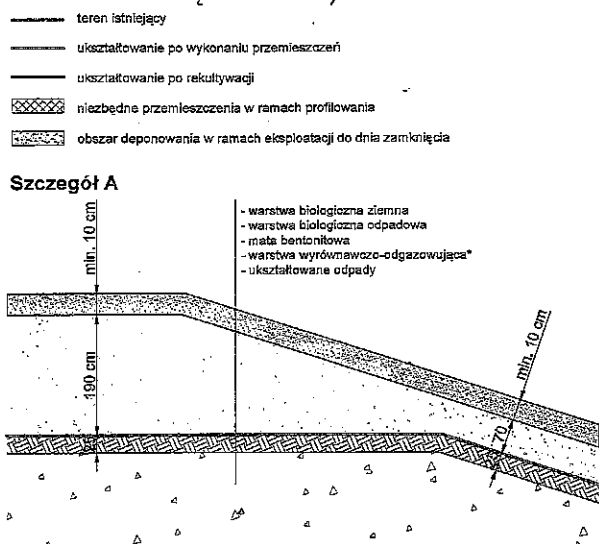 teren istniejący
ukształtowanie po wykonaniu przemieszczeń
ukształtowanie po rekultywacji
niezbędne przemieszczenia w ramach profilowania
obszar deponowania w ramach eksploatacji do dnia zamknięcia
Szczegół A
- warstwa biologiczna ziemna
- warstwa biologiczna odpadowa
- mata bentonitowa
- warstwa wyrównawczo-odgazowująca*
- ukształtowane odpady
min. 10 cm
190 cm
min. 10 cm
70